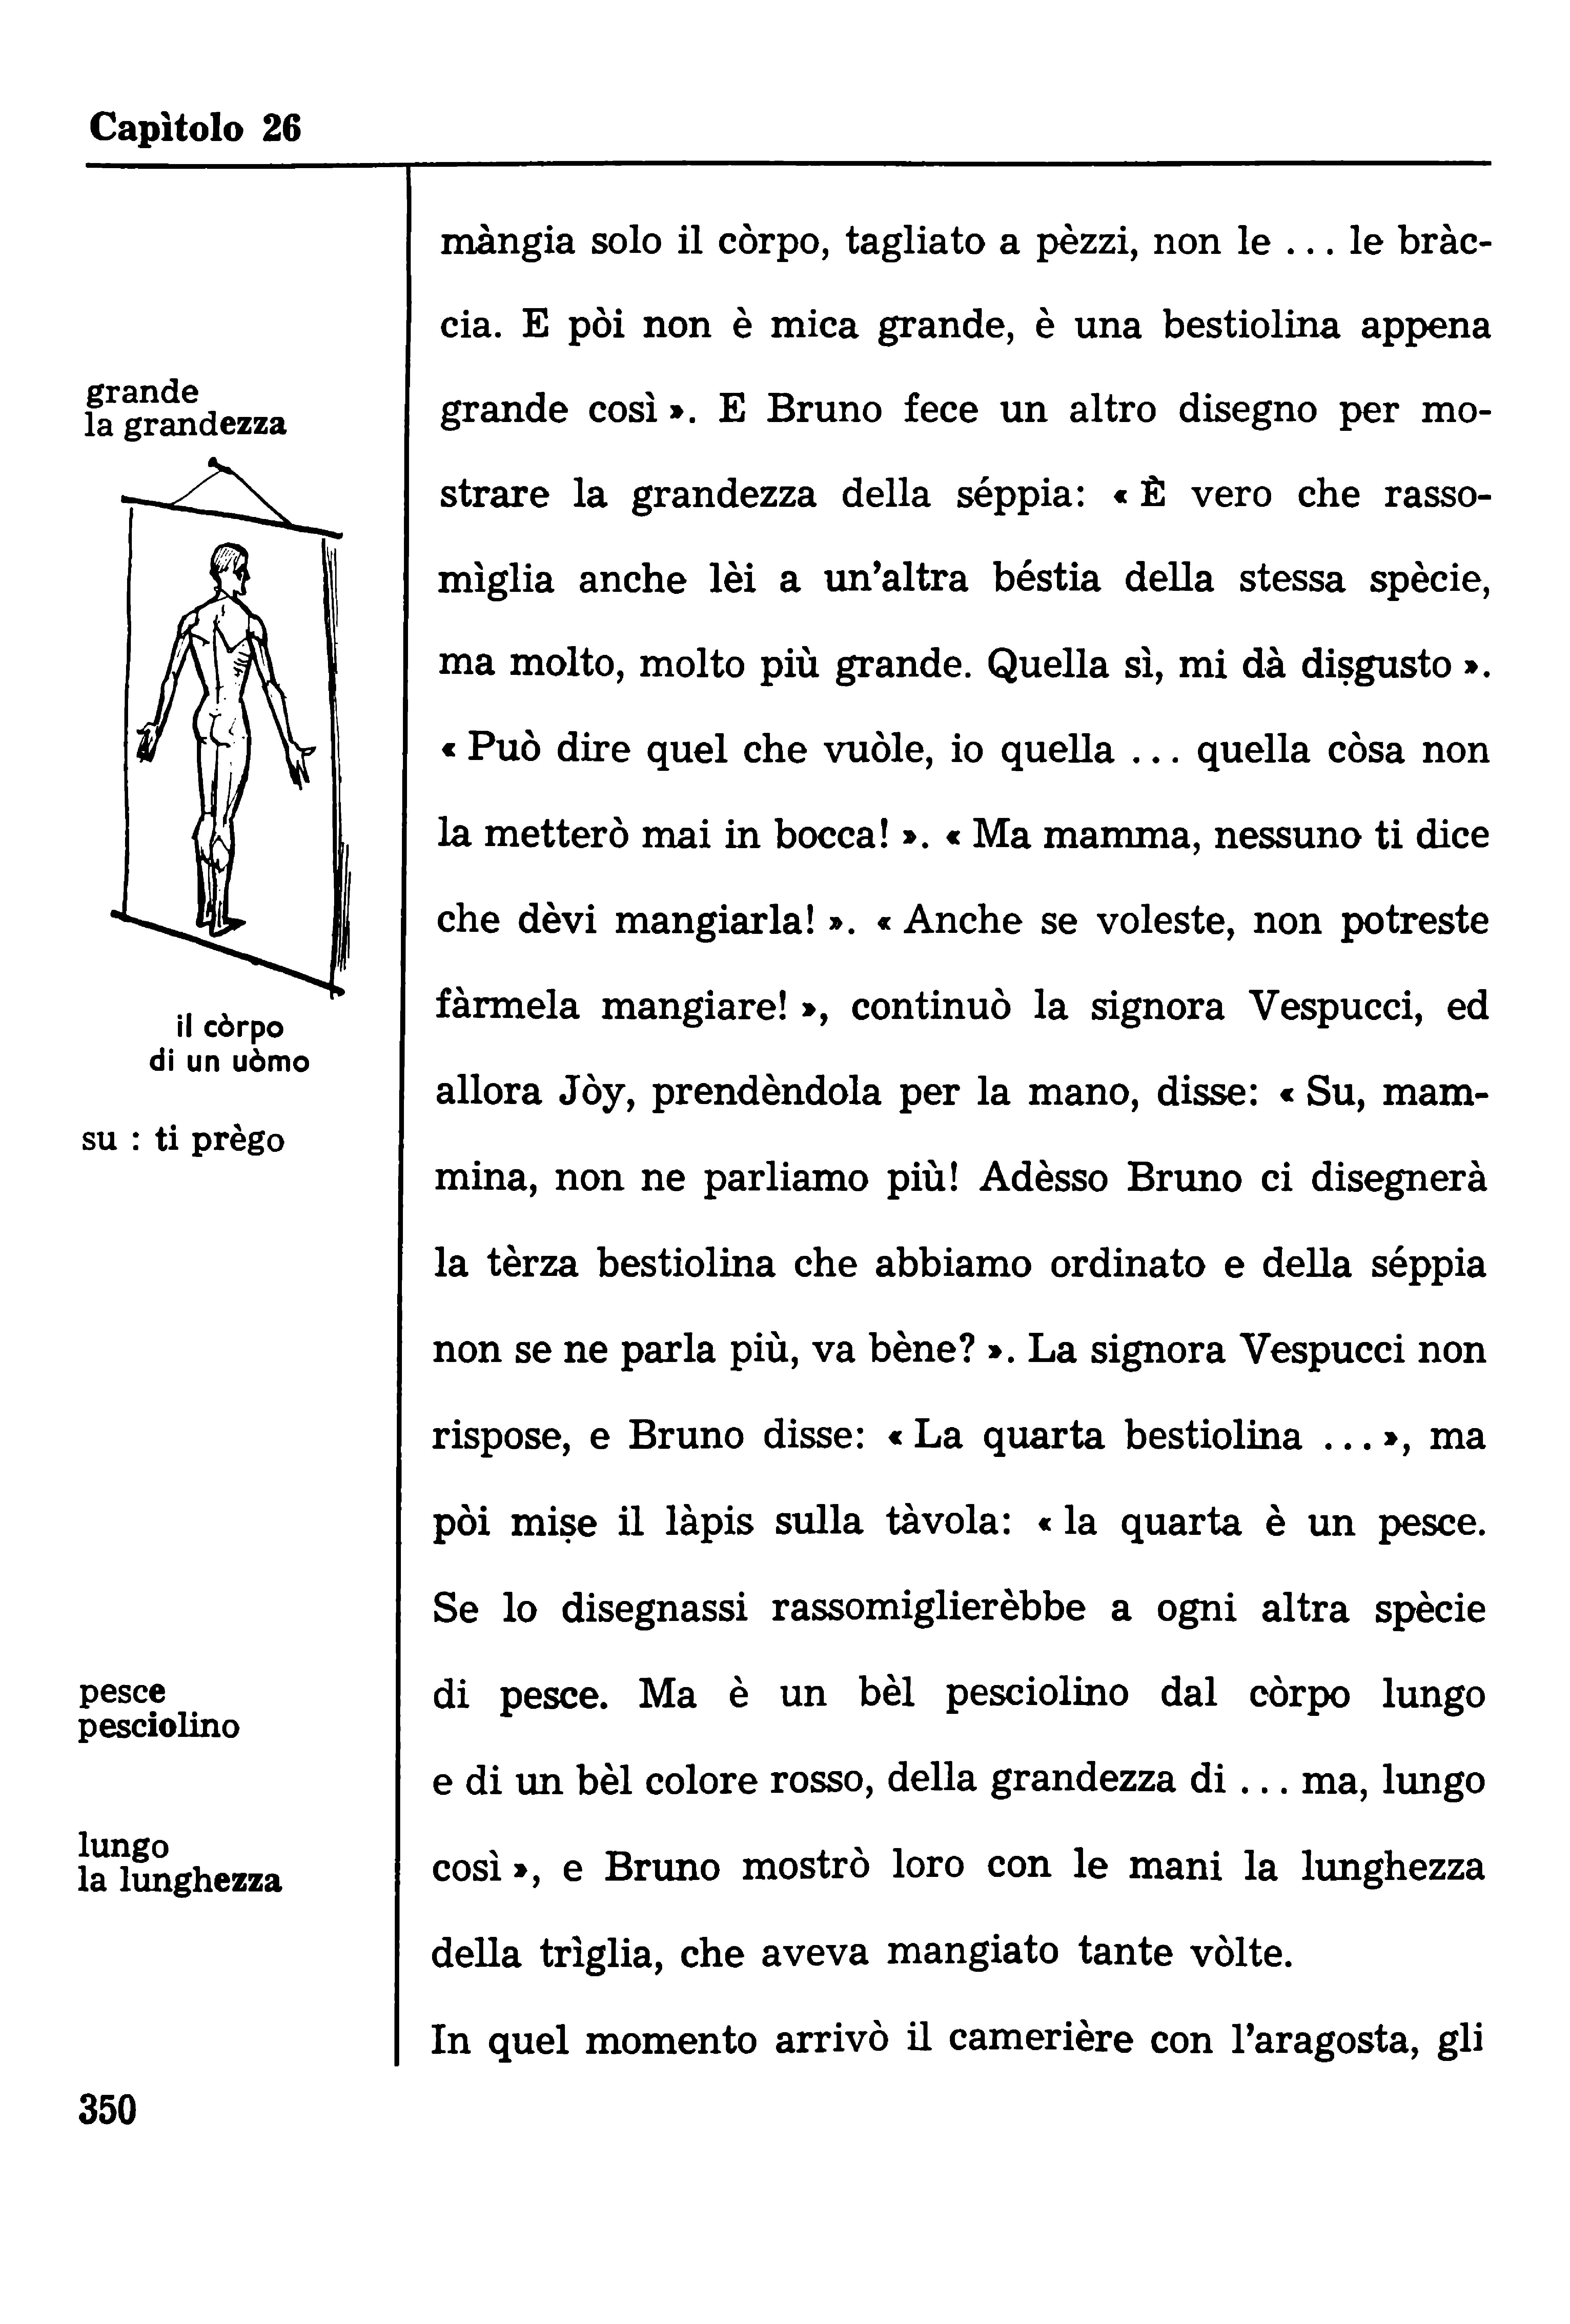 Capìtolo 26
màngia solo il còrpo, tagliato a pèzzi, non le ... le bràc-
cia. E pòi non è mica grande, è una bestiolina appena
grande così ». E Bruno fece un altro disegno per mo-
strare la grandezza della séppia: « È vero che rasso-
mìglia anche lèi a un'altra béstia della stessa spècie,
ma molto, molto più grande. Quella sì, mi dà diṣgusto ».
« Può dire quel che vuòle, io quella ... quella còsa non
la metterò mai in bocca! ». « Ma mamma, nessuno ti dice
che dèvi mangiarla! ». « Anche se voleste, non potreste
fàrmela mangiare! », continuò la signora Vespucci, ed
allora Jòy, prendèndola per la mano, disse: « Su, mam-
mina, non ne parliamo più! Adèsso Bruno ci disegnerà
la tèrza bestiolina che abbiamo ordinato e della séppia
non se ne parla più, va bène? ». La signora Vespucci non
rispose, e Bruno disse: « La quarta bestiolina ... », ma
pòi miṣe il làpis sulla tàvola: « la quarta è un pesce.
Se lo disegnassi rassomiglierèbbe a ogni altra spècie
di pesce. Ma è un bèl pesciolino dal còrpo lungo
e di un bèl colore rosso, della grandezza di ... ma, lungo
così », e Bruno mostrò loro con le mani la lunghezza
della trìglia, che aveva mangiato tante vòlte.
In quel momento arrivò il camerière con l'aragosta, gli
grande
la grandezza
il còrpo
di un uòmo
su : ti prègo
pesce
pesciolino
lungo
la lunghezza
350